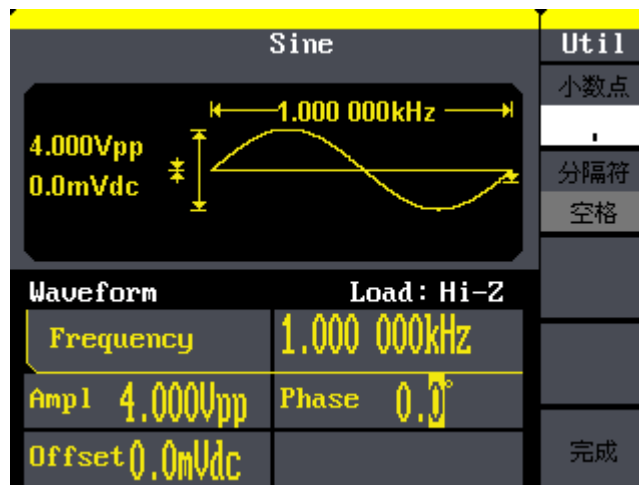 Sine
Util
小数点
.
分隔符
空格
完成
1.000 000kHz
4.000Vpp
0.0mVdc
Waveform Load: Hi-Z
Frequency 1.000 000kHz
Ampl 4.000Vpp Phase 0.0°
Offset 0.0mVdc